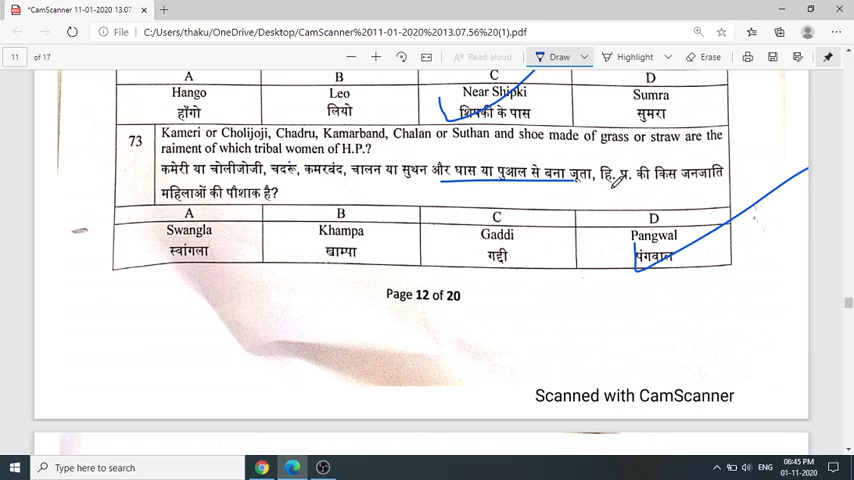 *CamScanner 11-01-2020 13.07.5
C:/Users/thaku/OneDrive/Desktop/CamScanner%2011-01-2020%2013.07.56%20(1).pdf
11 of 17
Read aloud
Draw
Highlight
Erase
A B C D
Hango Leo Near Shipki Sumra
हाँगो लियो शिपकी के पास सुमरा
73 Kameri or Cholijoji, Chadru, Kamarband, Chalan or Suthan and shoe made of grass or straw are the
raiment of which tribal women of H.P.?
कमेरी या चोलीजोजी, चदरू, कमरबंद, चालन या सुथन और घास या पुआल से बना जूता, हि. प्र. की किस जनजाति
महिलाओं की पौशाक है?
A B C D
Swangla Khampa Gaddi Pangwal
स्वांगला खाम्पा गद्दी पंगवाल
Page 12 of 20
Scanned with CamScanner
Type here to search
ENG
06:45 PM
01-11-2020